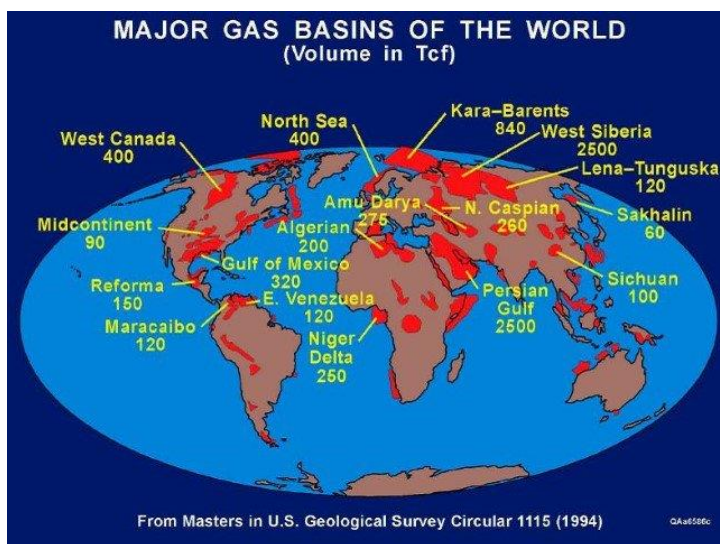 MAJOR GAS BASINS OF THE WORLD
(Volume in Tcf)
Kara–Barents
840
North Sea
400
West Siberia
2500
West Canada
400
Lena–Tunguska
120
Amu Darya
275
N. Caspian
260
Sakhalin
60
Midcontinent
90
Algerian
200
Gulf of Mexico
320
Sichuan
100
Reforma
150
E. Venezuela
120
Persian
Gulf
2500
Maracaibo
120
Niger
Delta
250
From Masters in U.S. Geological Survey Circular 1115 (1994)
QAa6586c